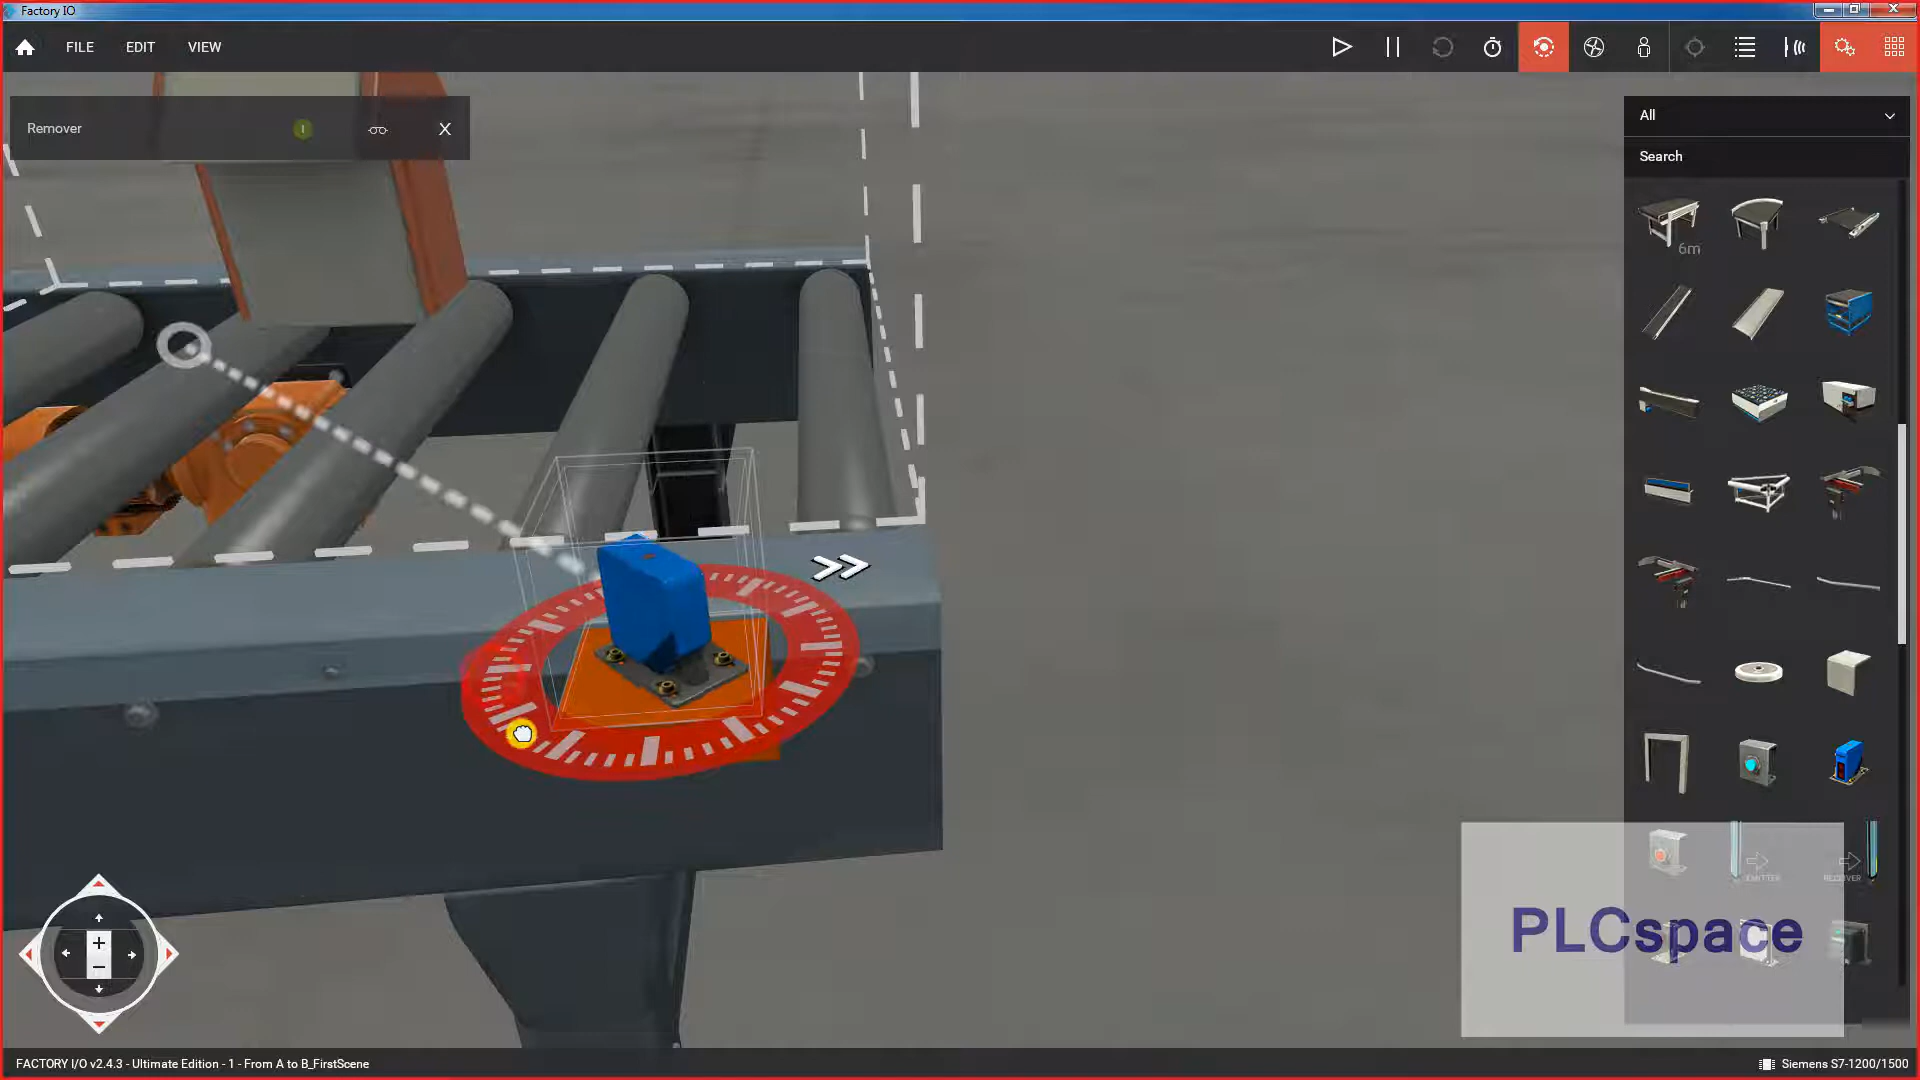 Factory IO
FILE EDIT VIEW
Remover
All
Search
6m
EMITTER
PLCspace
FACTORY I/O v2.4.3 - Ultimate Edition - 1 - From A to B_FirstScene
Siemens S7-1200/1500